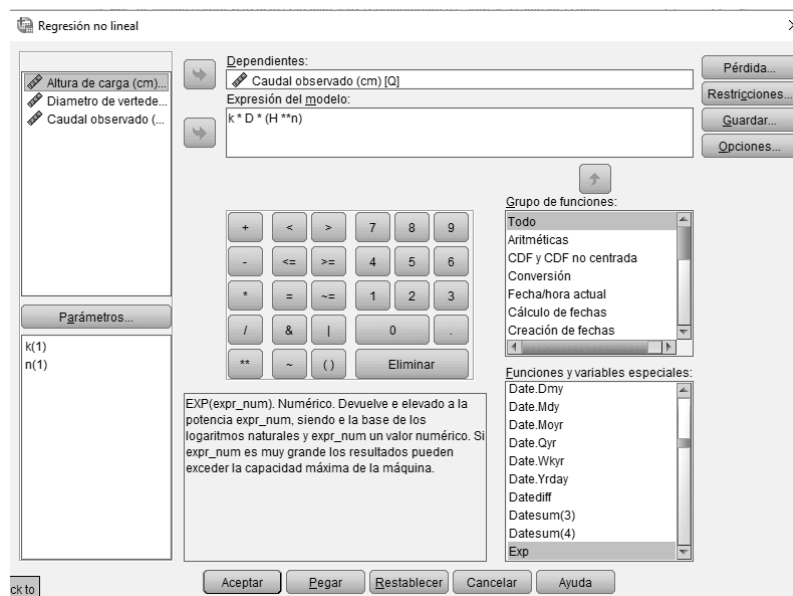 Regresión no lineal
Altura de carga (cm)...
Diametro de vertede...
Caudal observado (...
Dependientes:
Caudal observado (cm) [Q]
Expresión del modelo:
k * D * (H **n)
Pérdida...
Restricciones...
Guardar...
Opciones...
Parámetros...
k(1)
n(1)
+ < > 7 8 9
- <= >= 4 5 6
* = ~= 1 2 3
/ & | 0 .
** ~ ( ) Eliminar
Grupo de funciones:
Todo
Aritméticas
CDF y CDF no centrada
Conversión
Fecha/hora actual
Cálculo de fechas
Creación de fechas
EXP(expr_num). Numérico. Devuelve e elevado a la
potencia expr_num, siendo e la base de los
logaritmos naturales y expr_num un valor numérico. Si
expr_num es muy grande los resultados pueden
exceder la capacidad máxima de la máquina.
Funciones y variables especiales:
Date.Dmy
Date.Mdy
Date.Moyr
Date.Qyr
Date.Wkyr
Date.Yrday
Datediff
Datesum(3)
Datesum(4)
Exp
Aceptar Pegar Restablecer Cancelar Ayuda
ck to